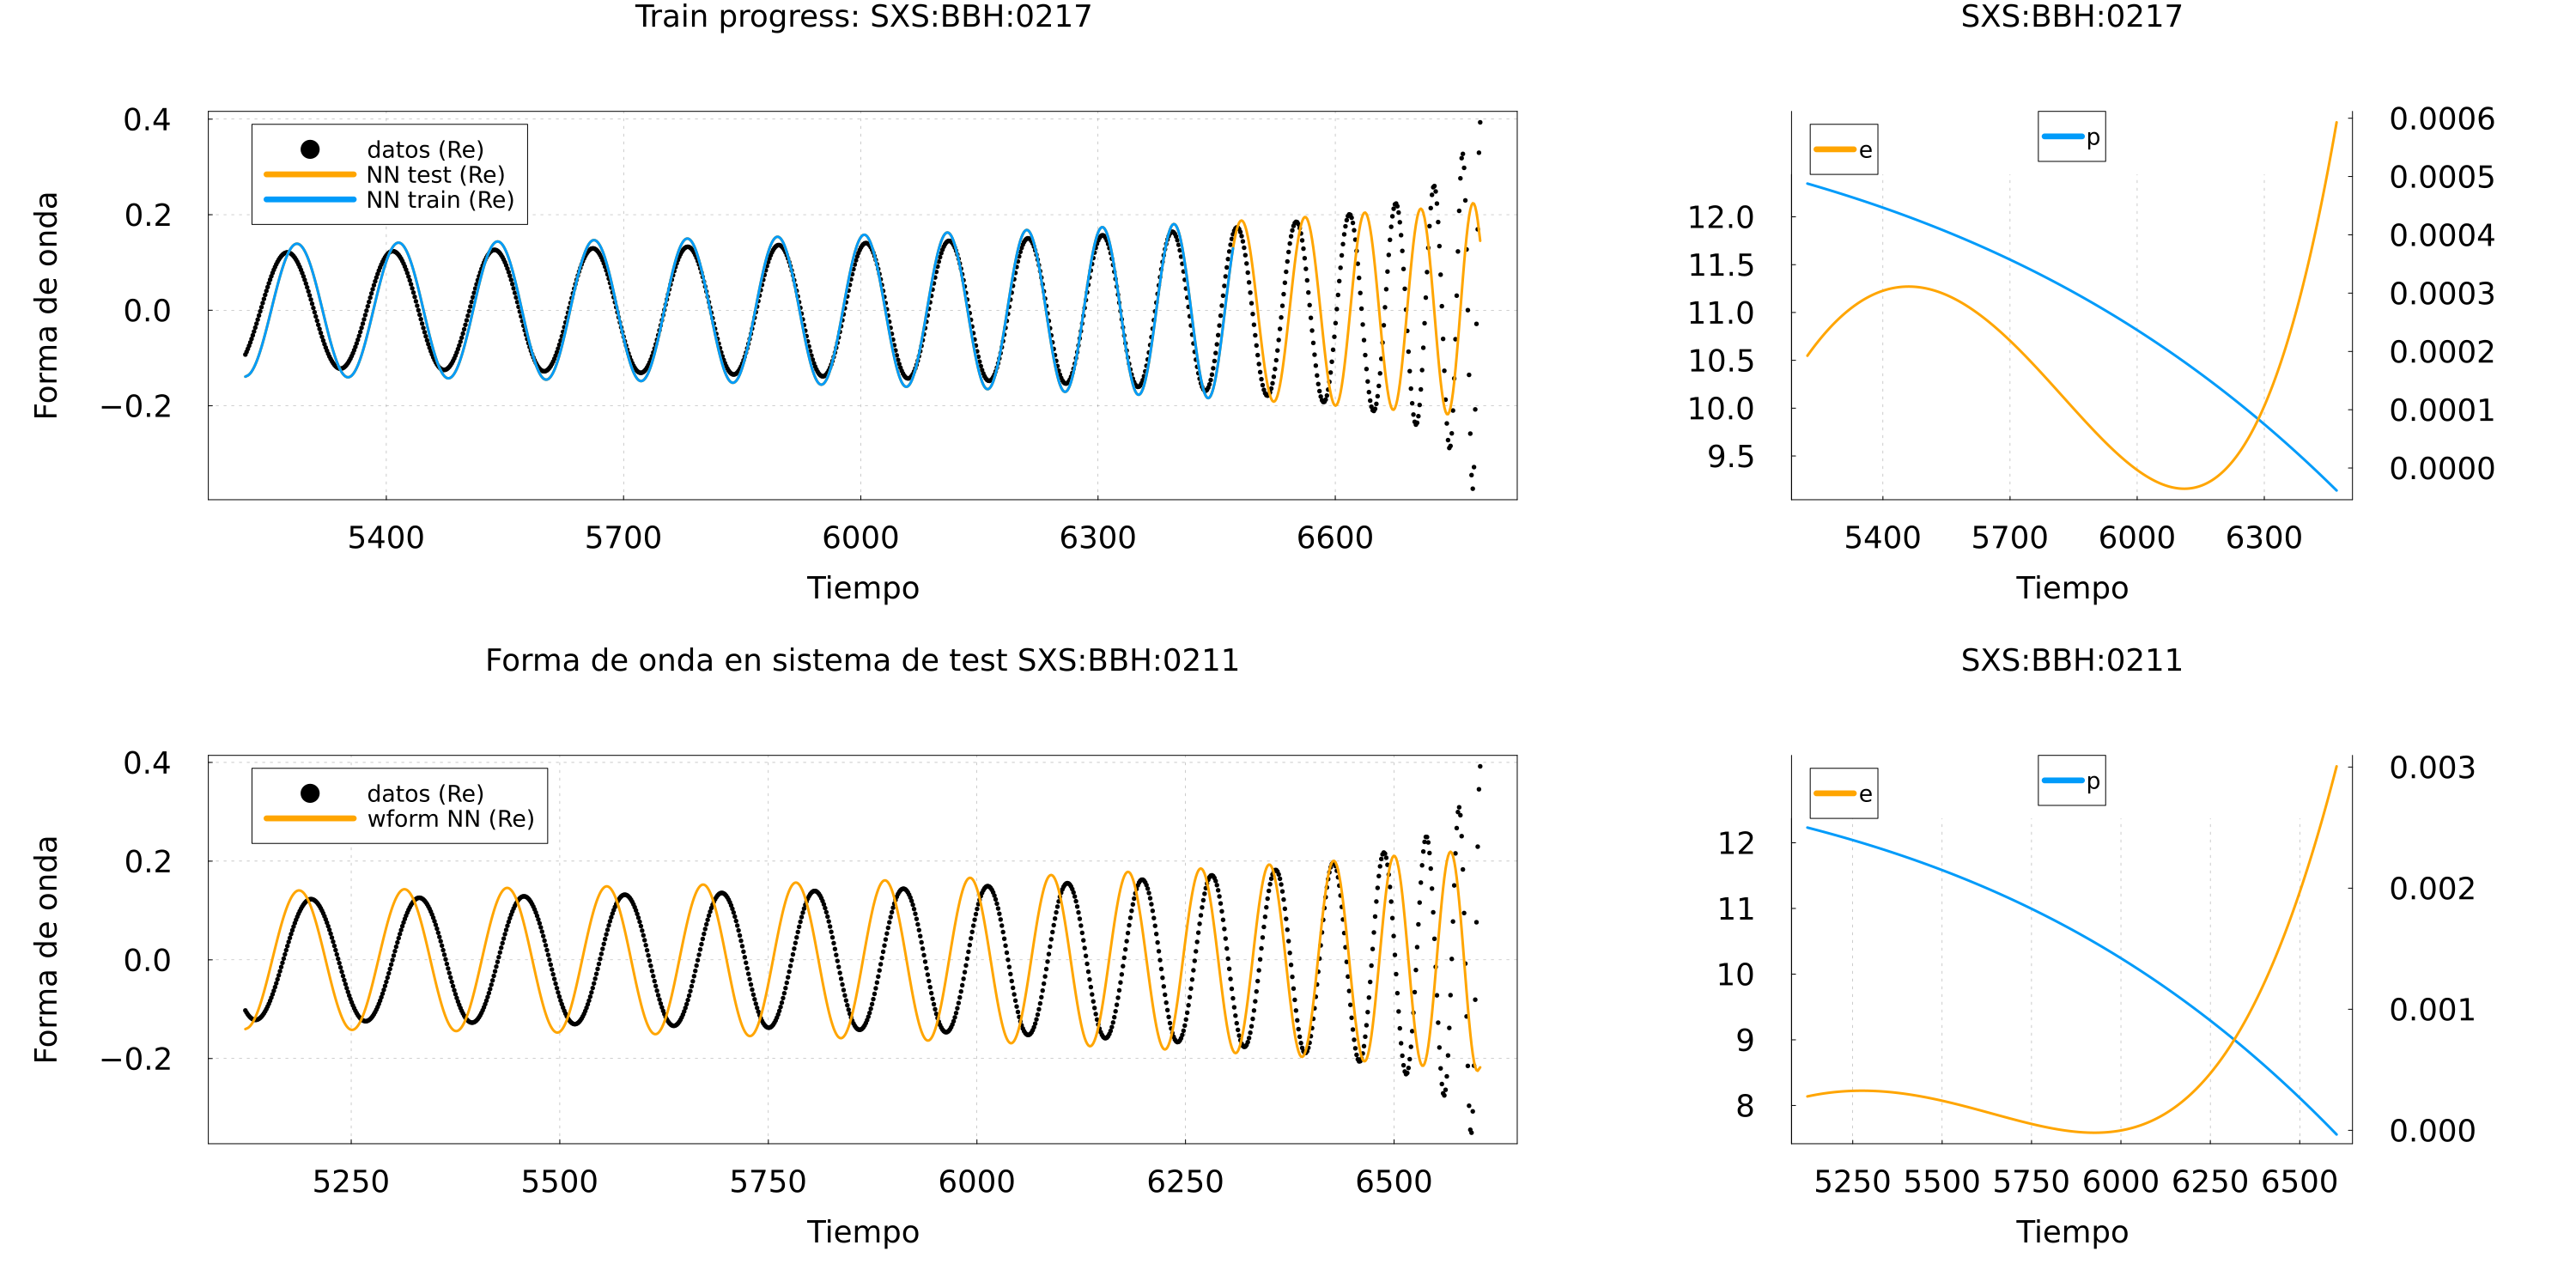 Train progress: SXS:BBH:0217
Forma de onda
0.4
0.2
0.0
−0.2
datos (Re)
NN test (Re)
NN train (Re)
5400 5700 6000 6300 6600
Tiempo
SXS:BBH:0217
12.0
11.5
11.0
10.5
10.0
9.5
e
p
0.0006
0.0005
0.0004
0.0003
0.0002
0.0001
0.0000
5400 5700 6000 6300
Tiempo
Forma de onda en sistema de test SXS:BBH:0211
Forma de onda
0.4
0.2
0.0
−0.2
datos (Re)
wform NN (Re)
5250 5500 5750 6000 6250 6500
Tiempo
SXS:BBH:0211
12
11
10
9
8
e
p
0.003
0.002
0.001
0.000
5250 5500 5750 6000 6250 6500
Tiempo